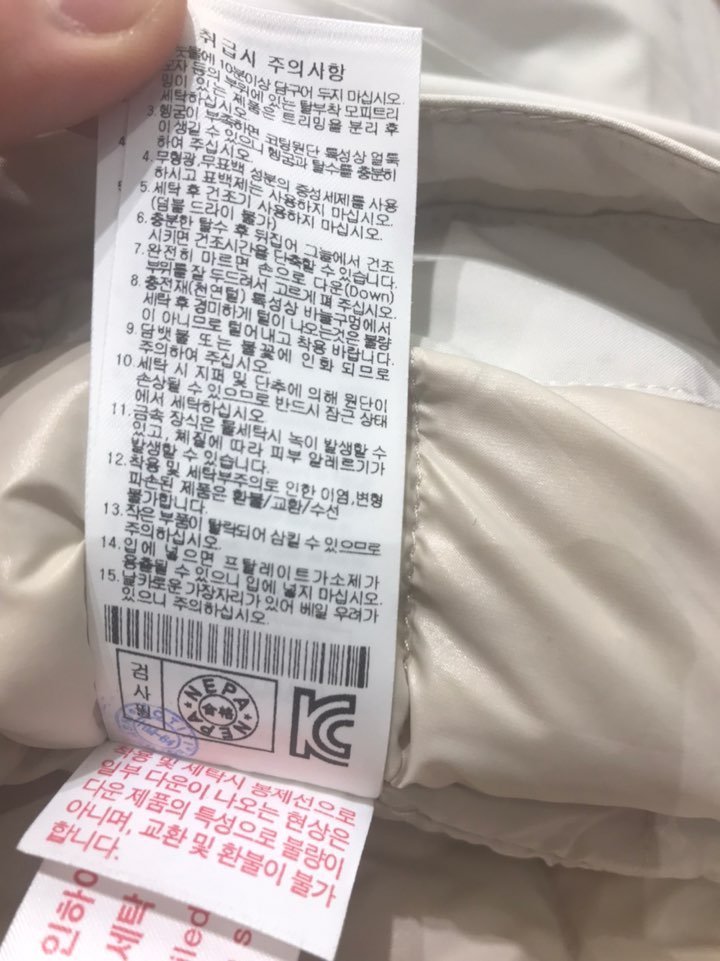 취급시 주의사항
눗물에 10분이상 담구어 두지 마십시오.
모자 등의 부위에 있는 탈부착 모피트리
밍이 있는 제품은 트리밍을 분리 후
세탁하십시오.
3. 헹굼이 부족하면 코팅원단 특성상 얼룩
이 생길 수 있으니 헹굼과 탈수를 충분히
하여 주십시오.
4. 무형광,무표백 성분의 중성세제를 사용
하시고 표백제는 사용하지 마십시오.
5. 세탁 후 건조기 사용하지 마십시오.
(덤블 드라이 불가)
6. 충분한 탈수 후 뒤집어 그늘에서 건조
시키면 건조시간을 단축할 수 있습니다.
7. 완전히 마르면 손으로 다운(Down)
부위를 잘 두드려서 고르게 펴 주십시오.
8. 충전재(천연털) 특성상 바늘구멍에서
세탁 후 경미하게 털이 나오는것은 불량
이 아니므로 털어내고 착용 바랍니다.
9. 담뱃불 또는 불꽃에 인화 되므로
주의하여 주십시오.
10. 세탁 시 지퍼 및 단추에 의해 원단이
손상될 수 있으므로 반드시 잠근 상태
에서 세탁하십시오.
11. 금속 장식은 물세탁시 녹이 발생할 수
있고, 체질에 따라 피부 알레르기가
발생할 수 있습니다.
12. 착용 및 세탁부주의로 인한 이염,변형
파손된 제품은 환불/교환/수선
불가합니다.
13. 작은 부품이 탈락되어 삼킬 수 있으므로
주의하십시오.
14. 입에 넣으면 프탈레이트가소제가
용출될 수 있으니 입에 넣지 마십시오.
15. 날카로운 가장자리가 있어 베일 우려가
있으니 주의하십시오.
검사필
NEPA
合格
NEPA
착용 및 세탁시 봉제선으로
일부 다운이 나오는 현상은
다운 제품의 특성으로 불량이
아니며, 교환 및 환불이 불가
합니다.
인하여
세탁